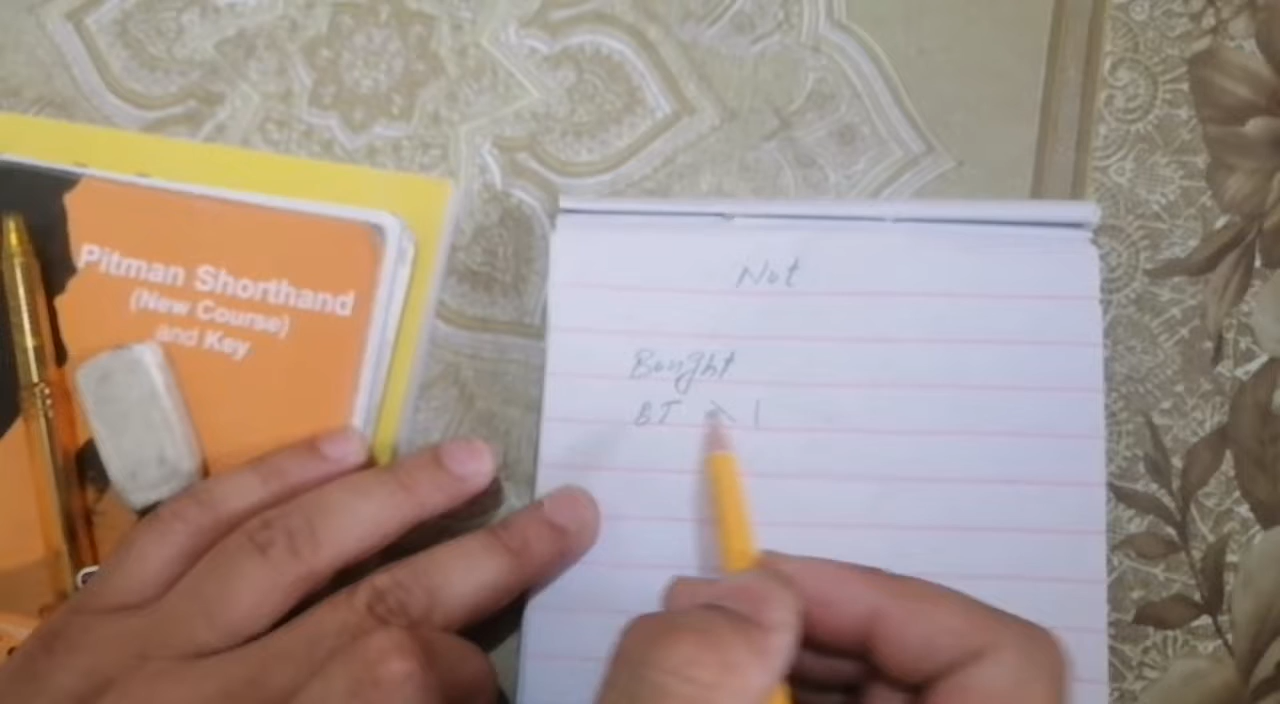 Pitman Shorthand
(New Course)
and Key
Not
Bought
BT \ |